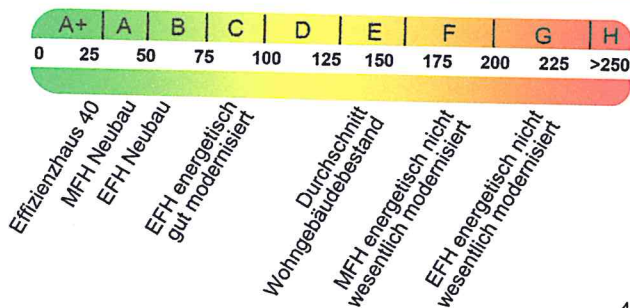 A+ A B C D E F G H
0 25 50 75 100 125 150 175 200 225 >250
Effizienzhaus 40
MFH Neubau
EFH Neubau
EFH energetisch
gut modernisiert
Durchschnitt
Wohngebäudebestand
MFH energetisch nicht
wesentlich modernisiert
EFH energetisch nicht
wesentlich modernisiert